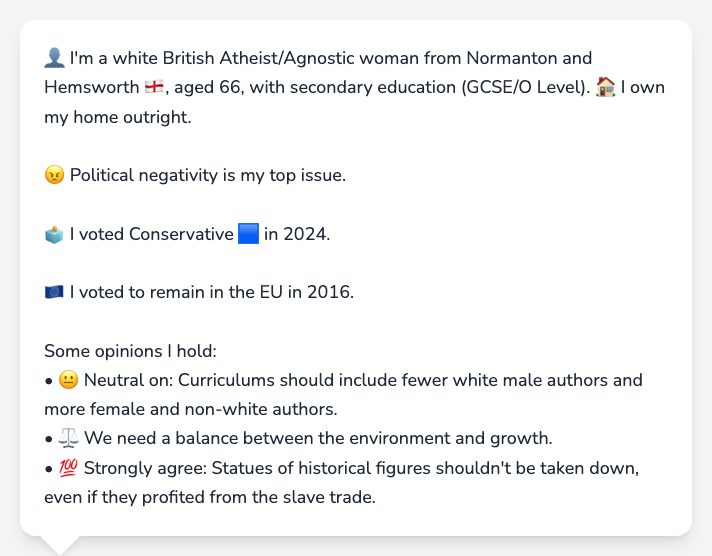 👤 I'm a white British Atheist/Agnostic woman from Normanton and
Hemsworth 🏴󠁧󠁢󠁥󠁮󠁧󠁿, aged 66, with secondary education (GCSE/O Level). 🏠 I own
my home outright.
😠 Political negativity is my top issue.
🗳️ I voted Conservative 🟦 in 2024.
🇪🇺 I voted to remain in the EU in 2016.
Some opinions I hold:
• 😐 Neutral on: Curriculums should include fewer white male authors and
more female and non-white authors.
• ⚖️ We need a balance between the environment and growth.
• 💯 Strongly agree: Statues of historical figures shouldn't be taken down,
even if they profited from the slave trade.